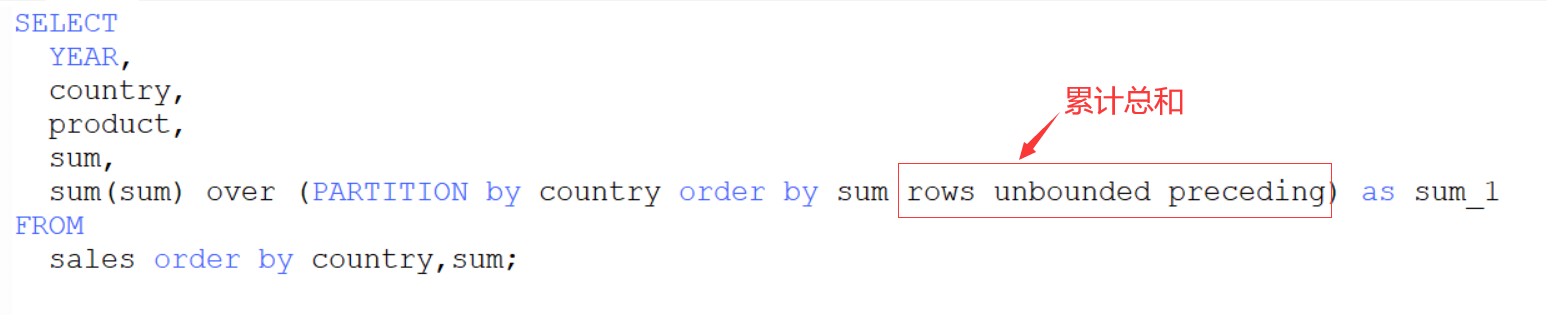 SELECT
YEAR,
country,
product,
累计总和
sum,
sum(sum) over (PARTITION by country order by sum rows unbounded preceding) as sum_1
FROM
sales order by country,sum;